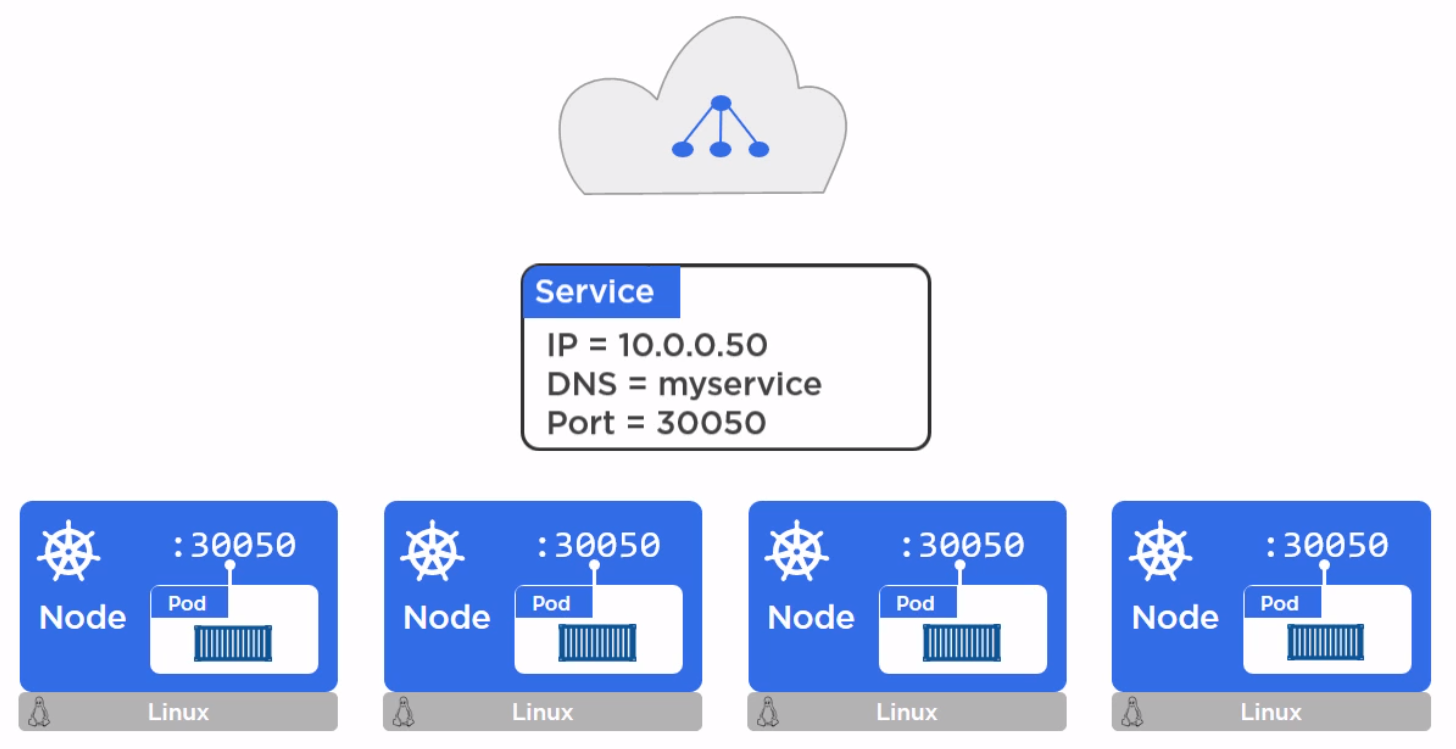 Service
IP = 10.0.0.50
DNS = myservice
Port = 30050
:30050
Pod
Node
Linux
:30050
Pod
Node
Linux
:30050
Pod
Node
Linux
:30050
Pod
Node
Linux